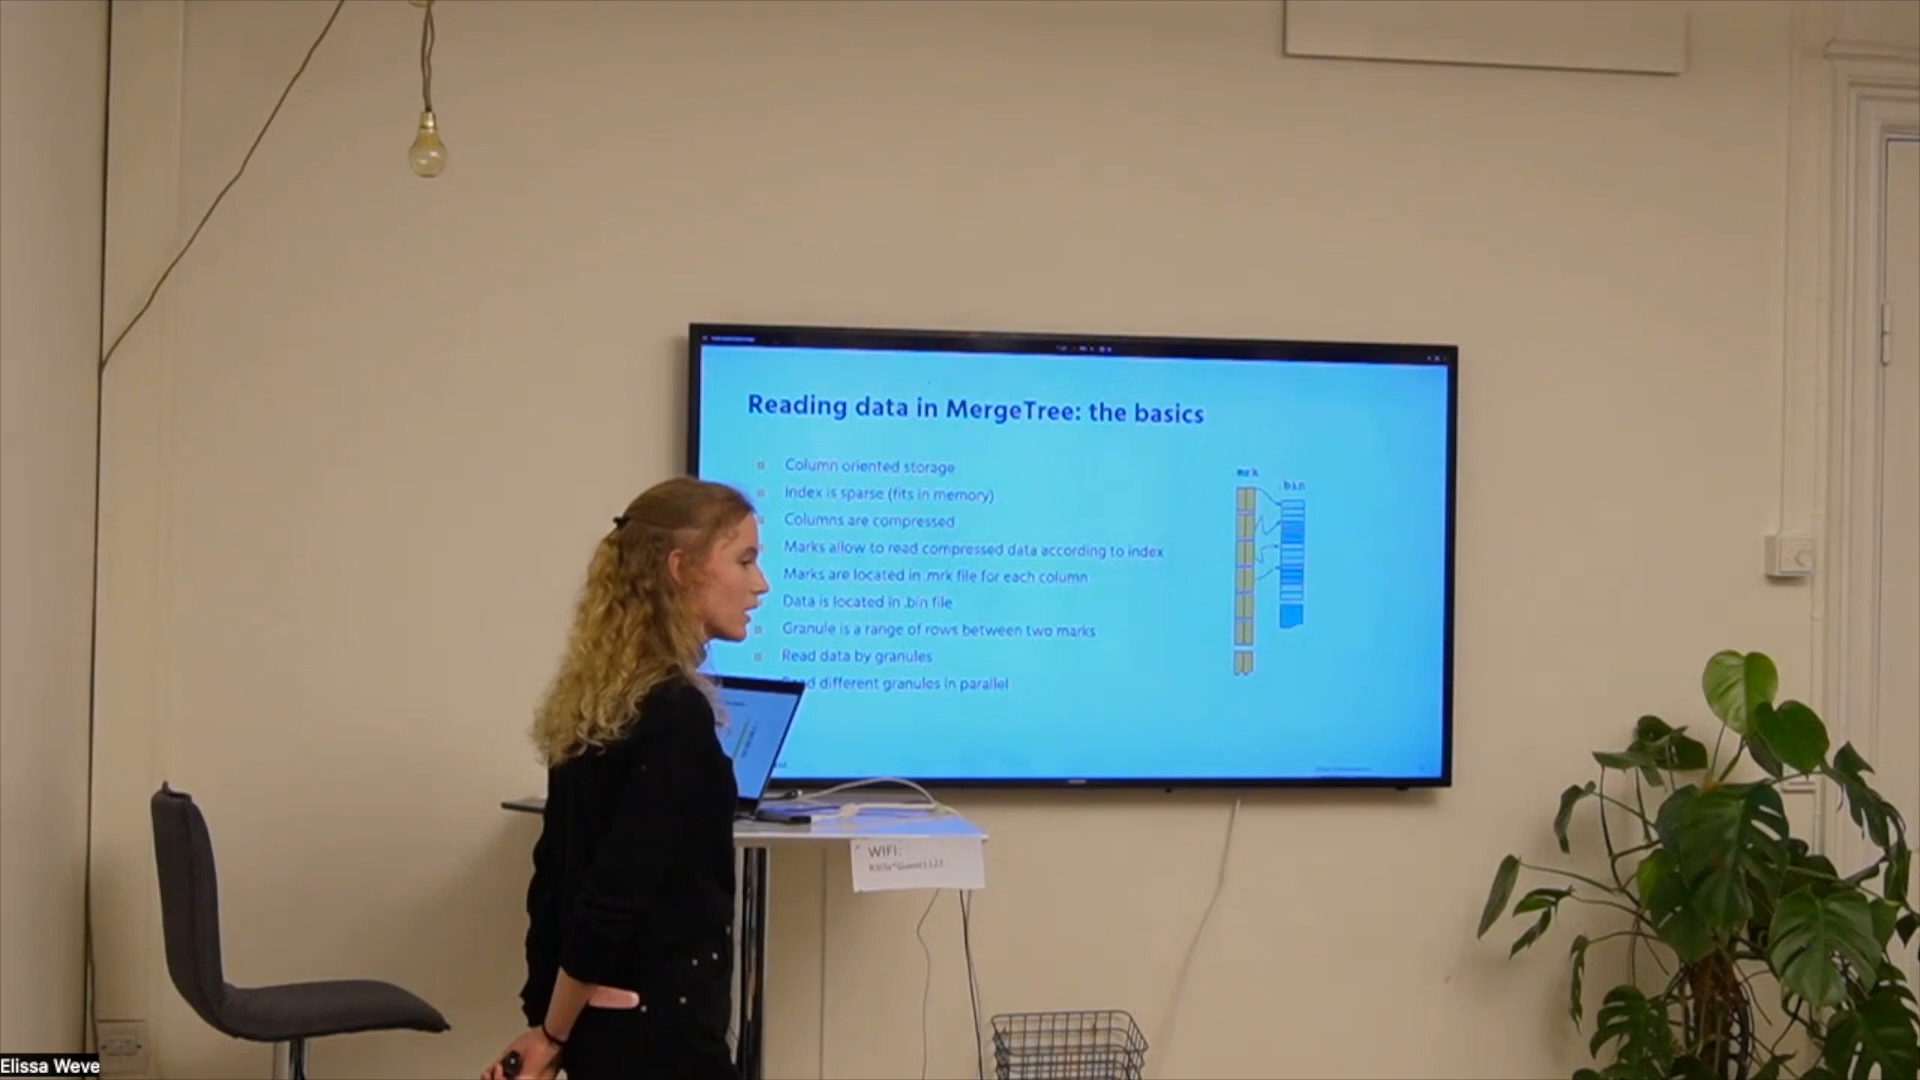 Reading data in MergeTree: the basics
Column oriented storage
Index is sparse (fits in memory)
Columns are compressed
Marks allow to read compressed data according to index
Marks are located in .mrk file for each column
Data is located in .bin file
Granule is a range of rows between two marks
Read data by granules
Read different granules in parallel
.mrk
.bin
WIFI:
Elissa Weve